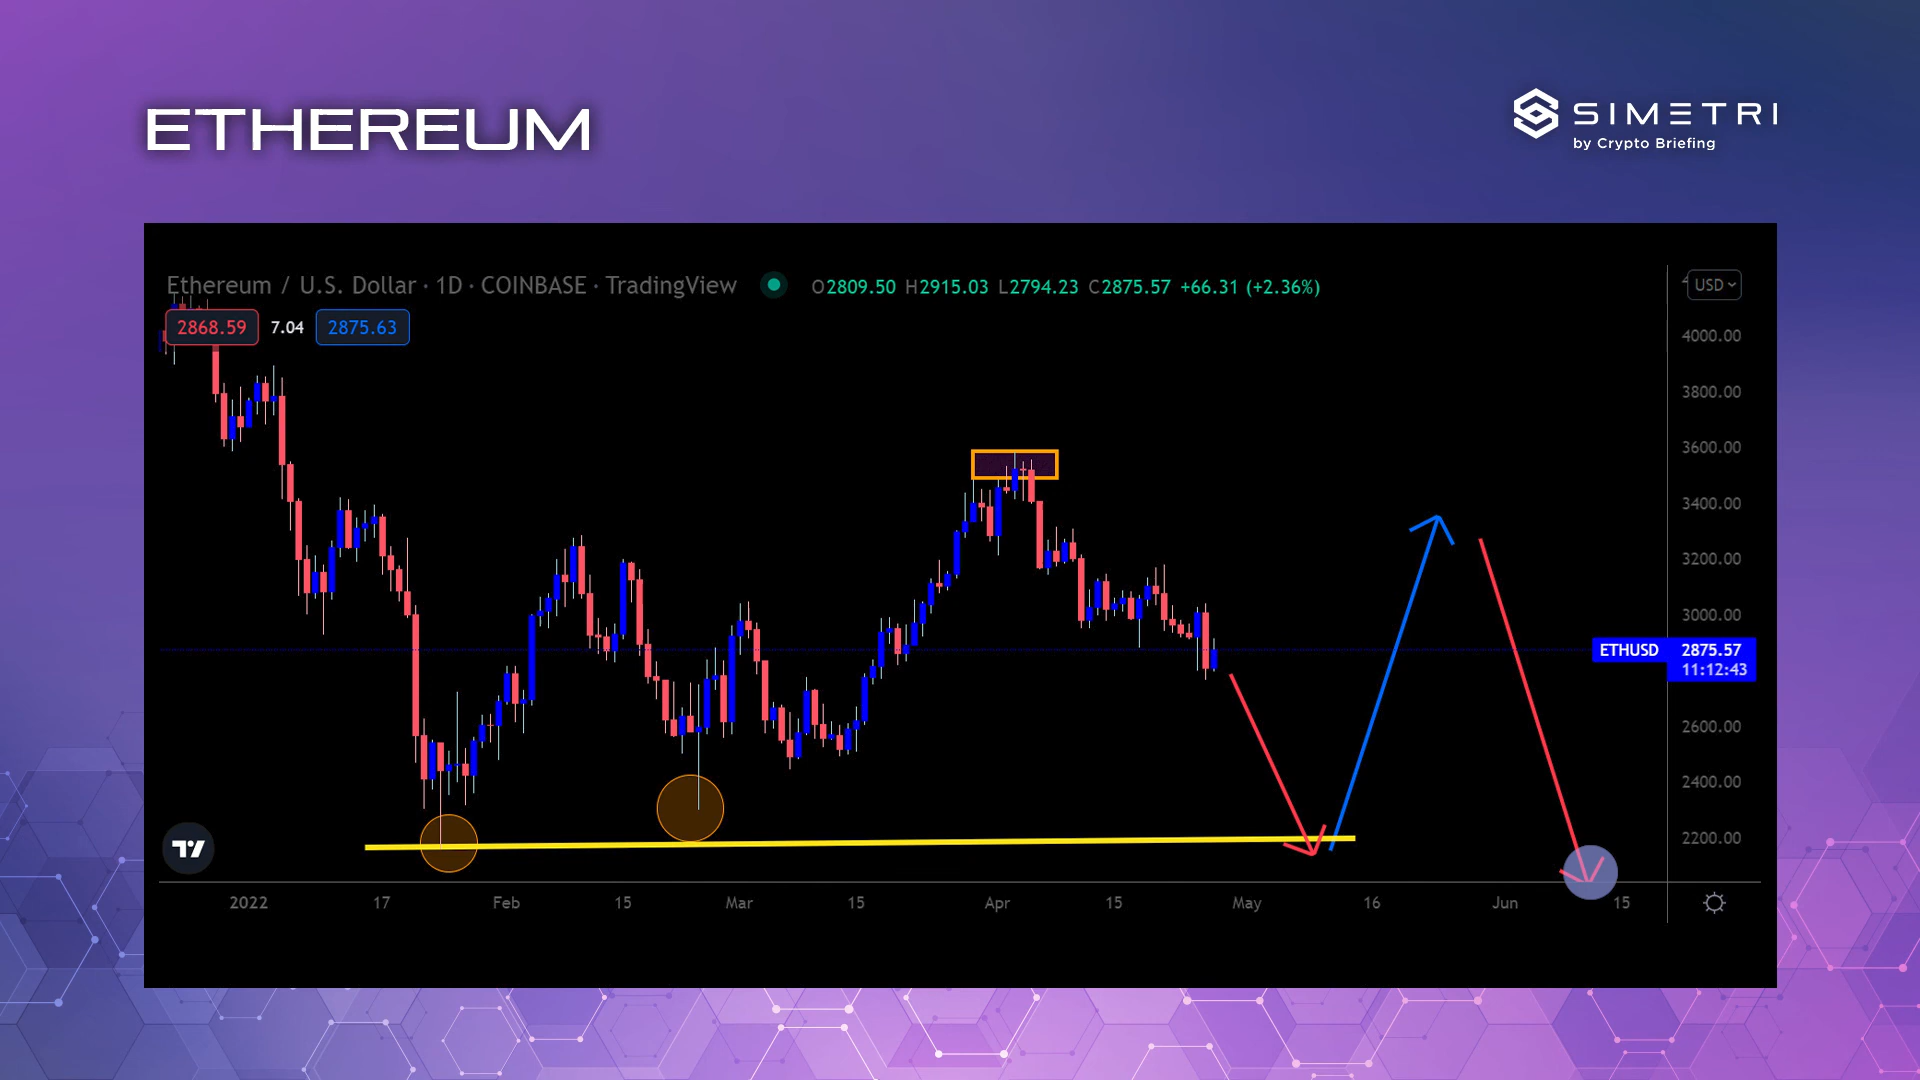 ETHEREUM
SIMETRI
by Crypto Briefing
Ethereum / U.S. Dollar · 1D · COINBASE · TradingView
O2809.50 H2915.03 L2794.23 C2875.57 +66.31 (+2.36%)
USD
2868.59 7.04 2875.63
4000.00
3800.00
3600.00
3400.00
3200.00
3000.00
ETHUSD 2875.57
11:12:43
2600.00
2400.00
2200.00
2022 17 Feb 15 Mar 15 Apr 15 May 16 Jun 15